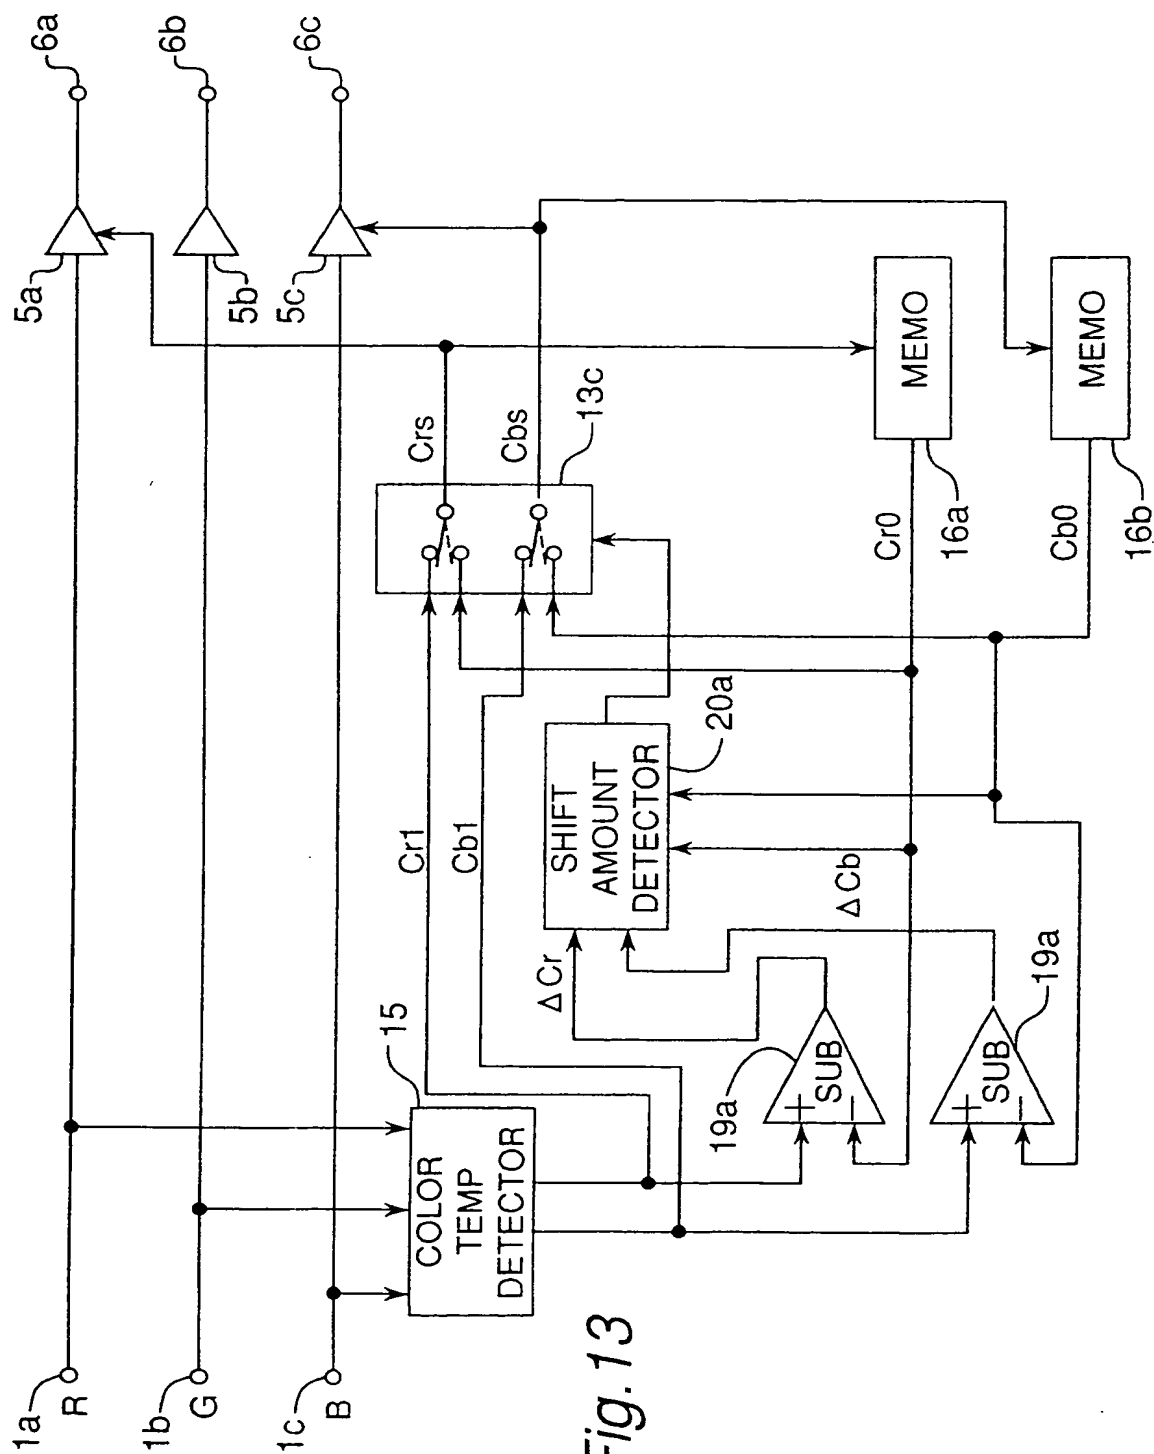 1a
R
5a
6a
1b
G
5b
6b
1c
B
5c
6c
15
COLOR
TEMP
DETECTOR
Cr1
Cb1
Crs
Cbs
13c
SHIFT
AMOUNT
DETECTOR
20a
ΔCr
ΔCb
19a
SUB
+
−
19a
SUB
+
−
Cr0
16a
MEMO
Cb0
16b
MEMO
Fig. 13